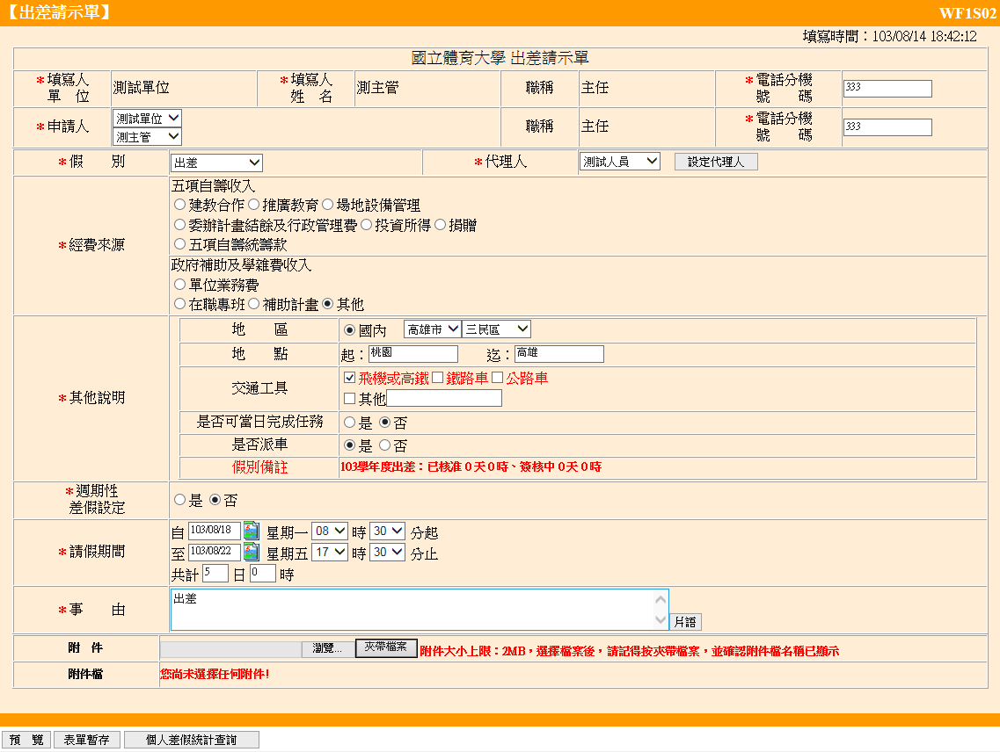 【出差請示單】 WF1S02
填寫時間：103/08/14 18:42:12
國立體育大學 出差請示單
*填寫人 單 位 測試單位 *填寫人 姓 名 測主管 職稱 主任 *電話分機 號 碼 333
*申請人 測試單位 測主管 職稱 主任 *電話分機 號 碼 333
*假 別 出差 *代理人 測試人員 設定代理人
*經費來源
五項自籌收入
建教合作 推廣教育 場地設備管理
委辦計畫結餘及行政管理費 投資所得 捐贈
五項自籌統籌款
政府補助及學雜費收入
單位業務費
在職專班 補助計畫 其他
*其他說明
地 區 國內 高雄市 三民區
地 點 起：桃園 迄：高雄
交通工具 飛機或高鐵 鐵路車 公路車
其他
是否可當日完成任務 是 否
是否派車 是 否
假別備註 103學年度出差：已核准 0 天 0 時、簽核中 0 天 0 時
*週期性
差假設定 是 否
*請假期間
自 103/08/18 星期一 08 時 30 分起
至 103/08/22 星期五 17 時 30 分止
共計 5 日 0 時
*事 由 出差 片語
附 件 瀏覽... 夾帶檔案 附件大小上限：2MB，選擇檔案後，請記得按夾帶檔案，並確認附件檔名稱已顯示
附件檔 您尚未選擇任何附件!
預 覽 表單暫存 個人差假統計查詢